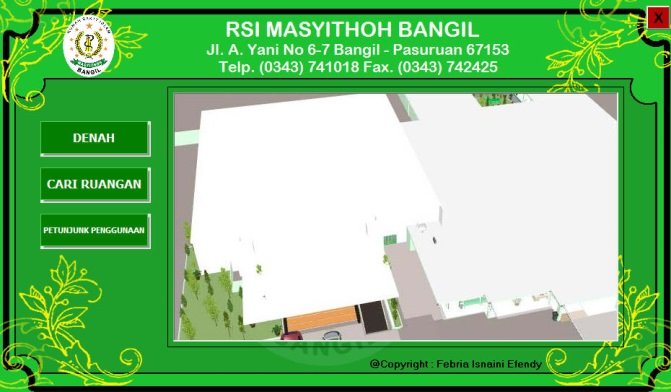 RSI MASYITHOH BANGIL
Jl. A. Yani No 6-7 Bangil - Pasuruan 67153
Telp. (0343) 741018 Fax. (0343) 742425
X
BANGIL
DENAH
CARI RUANGAN
PETUNJUNK PENGGUNAAN
@Copyright : Febria Isnaini Efendy